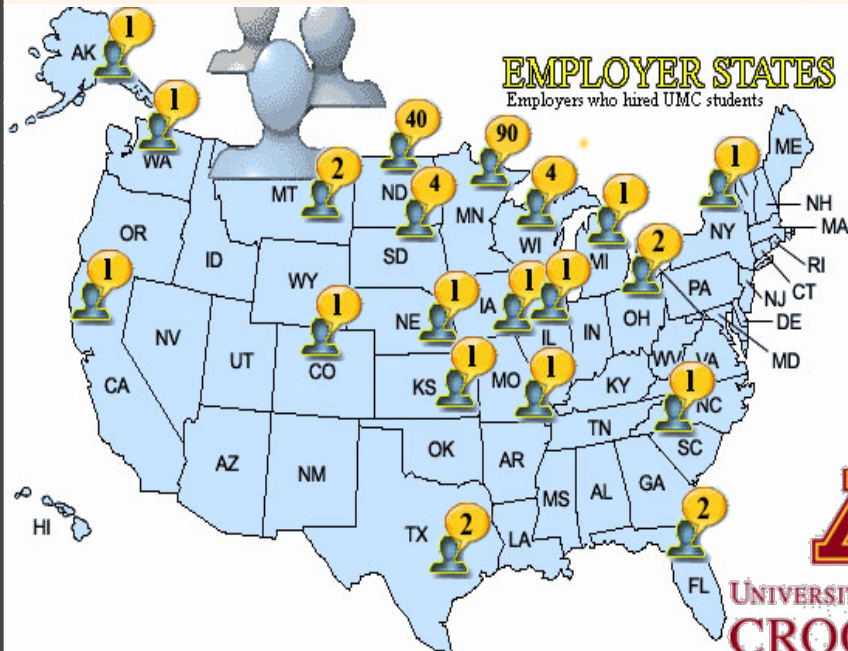 EMPLOYER STATES
Employers who hired UMC students
AK
1
1
WA
MT
2
40
ND
4
90
MN
4
WI
1
MI
1
ME
NH
MA
NY
RI
CT
NJ
DE
MD
OR
ID
WY
SD
2
PA
OH
1
CA
NV
UT
1
CO
NE
1
IA
1
1
IL
IN
WV
VA
KS
1
MO
1
KY
1
NC
TN
SC
AZ
NM
OK
AR
MS
AL
GA
HI
TX
2
LA
2
FL